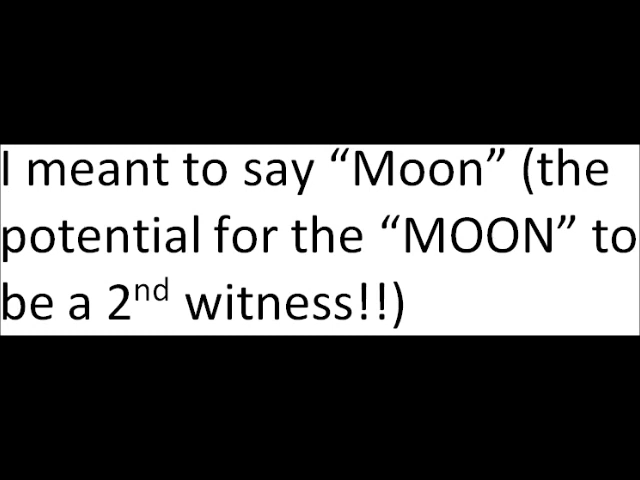 I meant to say “Moon” (the
potential for the “MOON” to
be a 2nd witness!!)